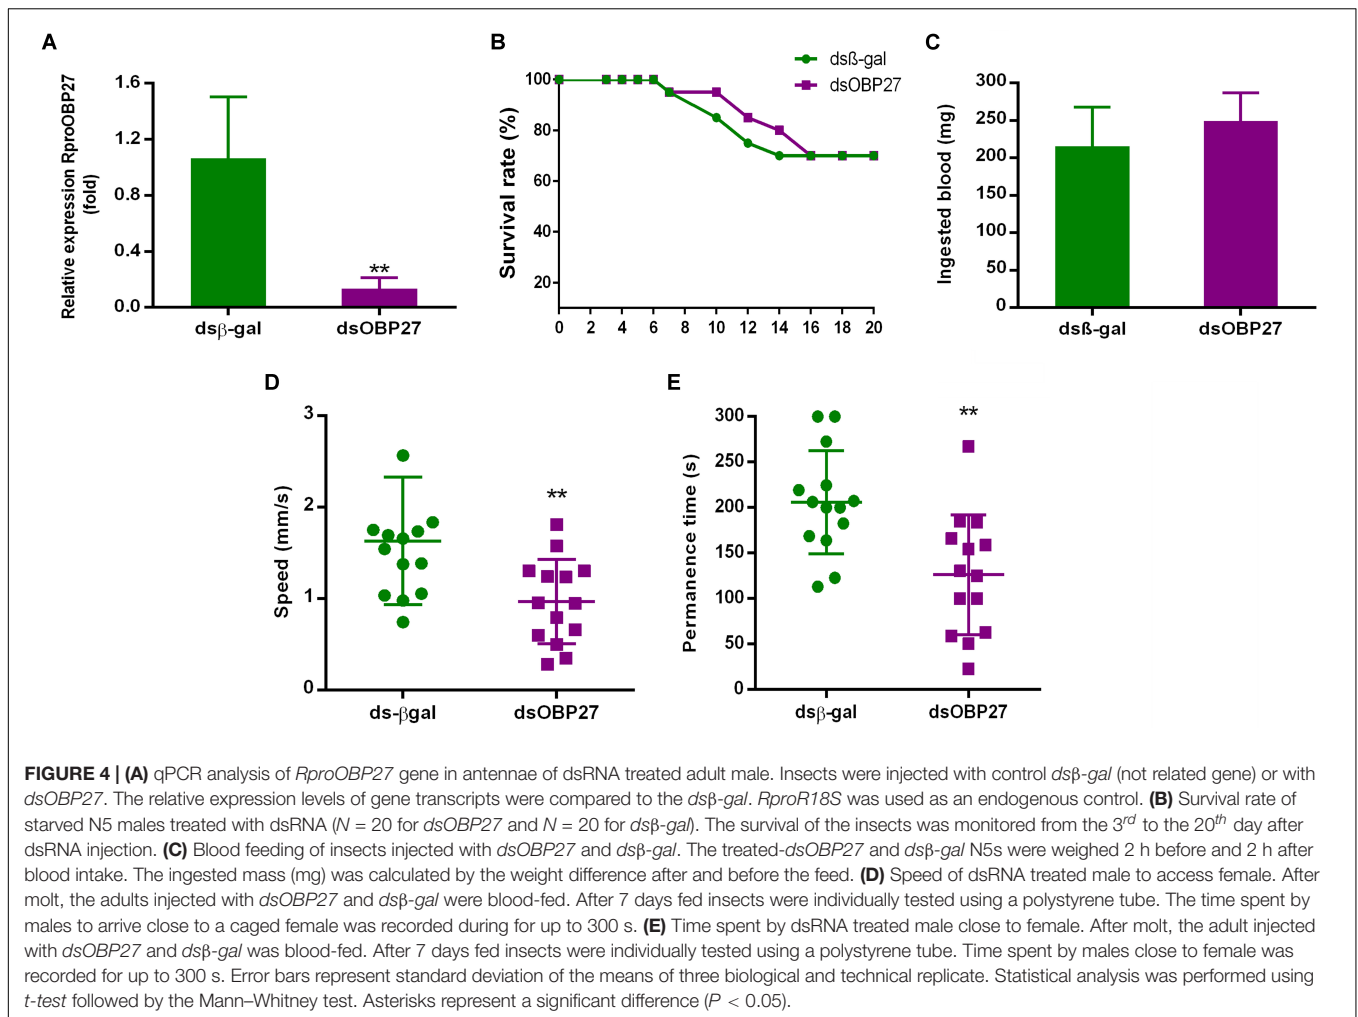 A
Relative expression RproOBP27
(fold)
1.6
1.2
0.8
0.4
0.0
**
dsβ-gal
dsOBP27
B
dsß-gal
dsOBP27
Survival rate (%)
100
80
60
40
20
0 2 4 6 8 10 12 14 16 18 20
C
Ingested blood (mg)
300
250
200
150
100
50
0
dsß-gal
dsOBP27
D
Speed (mm/s)
3
2
1
0
**
ds-βgal
dsOBP27
E
Permanence time (s)
300
250
200
150
100
50
0
**
dsβ-gal
dsOBP27
FIGURE 4 | (A) qPCR analysis of RproOBP27 gene in antennae of dsRNA treated adult male. Insects were injected with control dsβ-gal (not related gene) or with
dsOBP27. The relative expression levels of gene transcripts were compared to the dsβ-gal. RproR18S was used as an endogenous control. (B) Survival rate of
starved N5 males treated with dsRNA (N = 20 for dsOBP27 and N = 20 for dsβ-gal). The survival of the insects was monitored from the 3rd to the 20th day after
dsRNA injection. (C) Blood feeding of insects injected with dsOBP27 and dsβ-gal. The treated-dsOBP27 and dsβ-gal N5s were weighed 2 h before and 2 h after
blood intake. The ingested mass (mg) was calculated by the weight difference after and before the feed. (D) Speed of dsRNA treated male to access female. After
molt, the adults injected with dsOBP27 and dsβ-gal were blood-fed. After 7 days fed insects were individually tested using a polystyrene tube. The time spent by
males to arrive close to a caged female was recorded during for up to 300 s. (E) Time spent by dsRNA treated male close to female. After molt, the adult injected
with dsOBP27 and dsβ-gal was blood-fed. After 7 days fed insects were individually tested using a polystyrene tube. Time spent by males close to female was
recorded for up to 300 s. Error bars represent standard deviation of the means of three biological and technical replicate. Statistical analysis was performed using
t-test followed by the Mann–Whitney test. Asterisks represent a significant difference (P < 0.05).